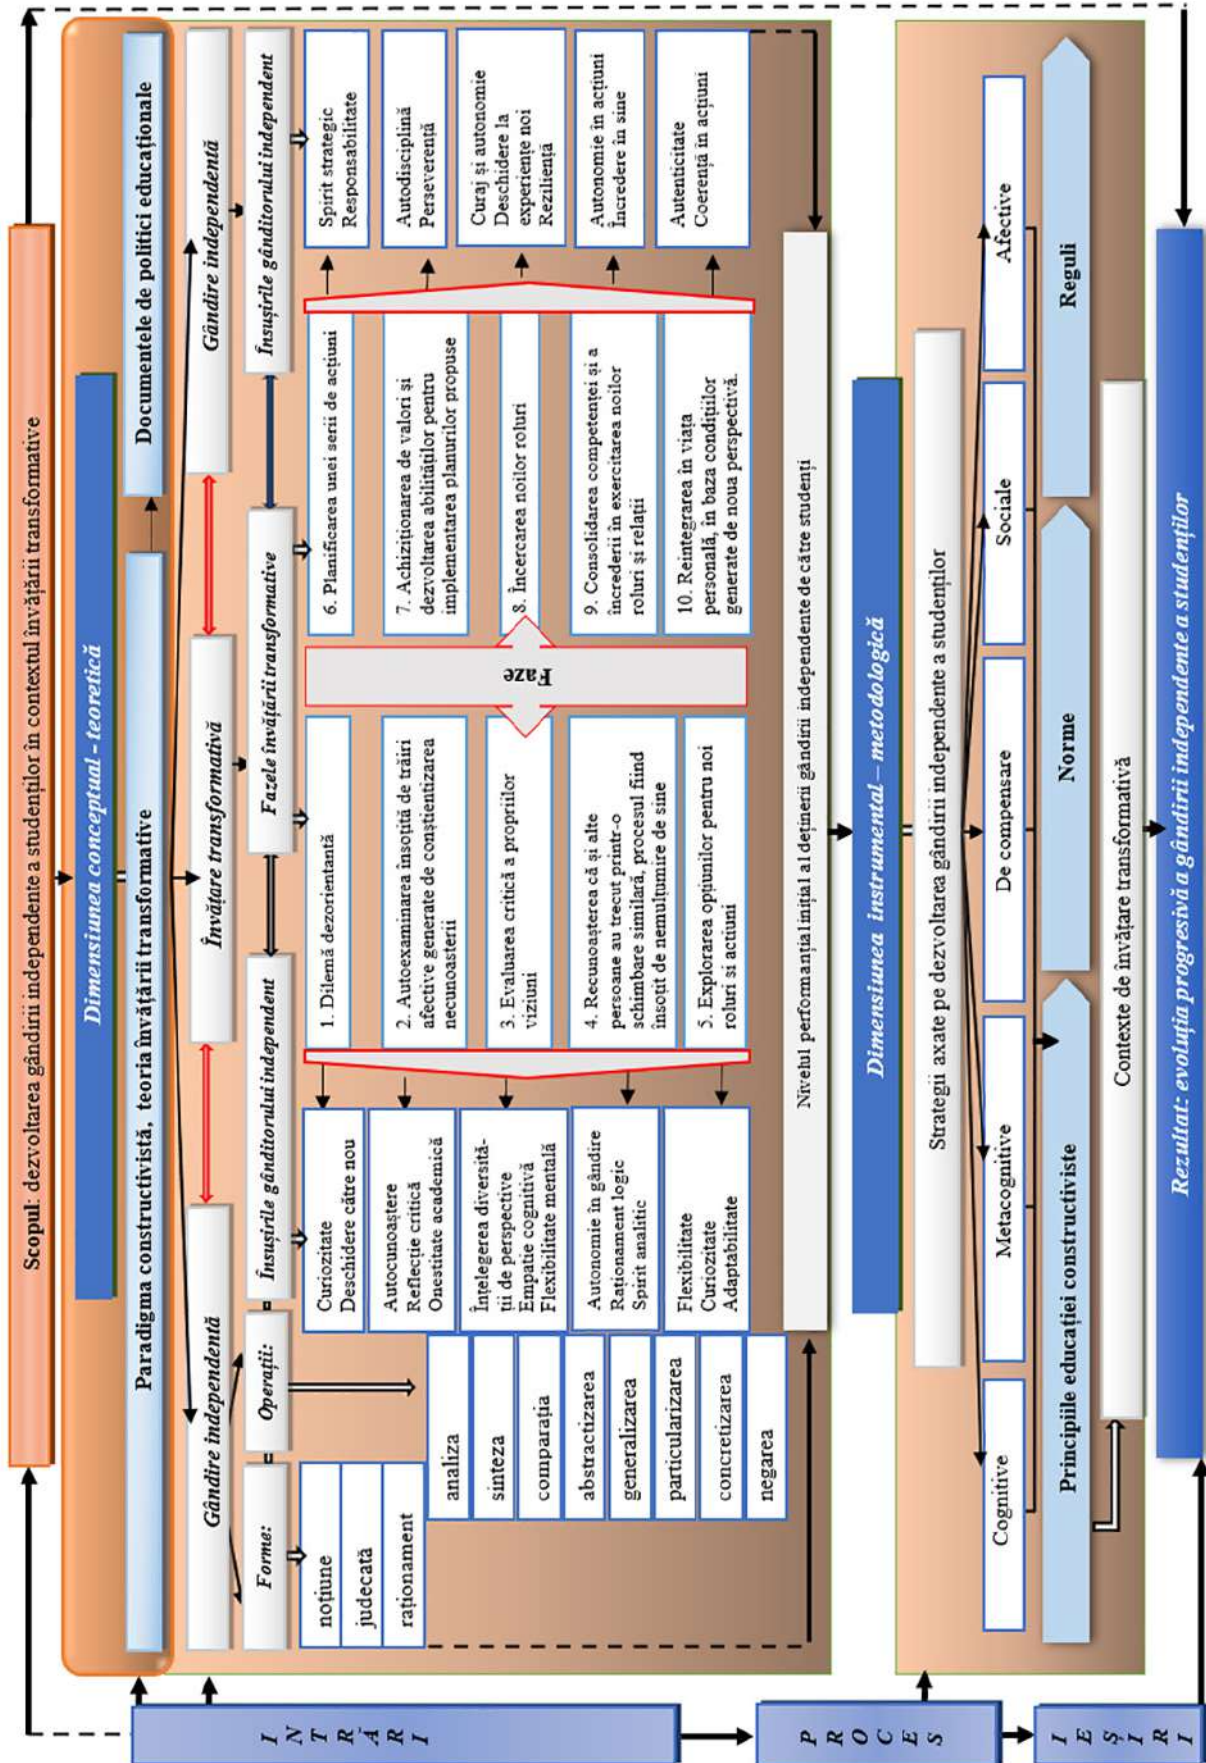 Scopul: dezvoltarea gândirii independente a studenților în contextul învățării transformative
Dimensiunea conceptual - teoretică
Paradigma constructivistă, teoria învățării transformative
Documentele de politici educaționale
Gândire independentă
Învățare transformativă
Gândire independentă
Forme:
Operații:
Însușirile gânditorului independent
Fazele învățării transformative
Însușirile gânditorului independent
noțiune
judecată
raționament
analiza
sinteza
comparația
abstractizarea
generalizarea
particularizarea
concretizarea
negarea
Curiozitate
Deschidere către nou
Autocunoaștere
Reflecție critică
Onestitate academică
Înțelegerea diversită-
ții de perspective
Empatie cognitivă
Flexibilitate mentală
Autonomie în gândire
Raționament logic
Spirit analitic
Flexibilitate
Curiozitate
Adaptabilitate
1. Dilemă dezorientantă
2. Autoexaminarea însoțită de trăiri
afective generate de conștientizarea
necunoasterii
3. Evaluarea critică a propriilor
viziuni
4. Recunoașterea că și alte
persoane au trecut printr-o
schimbare similară, procesul fiind
însoțit de nemulțumire de sine
5. Explorarea opțiunilor pentru noi
roluri si actiuni
Faze
6. Planificarea unei serii de acțiuni
7. Achiziționarea de valori și
dezvoltarea abilităților pentru
implementarea planurilor propuse
8. Încercarea noilor roluri
9. Consolidarea competenței și a
încrederii în exercitarea noilor
roluri și relații
10. Reintegrarea în viața
personală, în baza condițiilor
generate de noua perspectivă.
Spirit strategic
Responsabilitate
Autodisciplină
Perseverență
Curaj și autonomie
Deschidere la
experiențe noi
Reziliență
Autonomie în acțiuni
Încredere în sine
Autenticitate
Coerență în acțiuni
Nivelul performanțial inițial al deținerii gândirii independente de către studenți
Dimensiunea instrumental – metodologică
Strategii axate pe dezvoltarea gândirii independente a studenților
Cognitive
Metacognitive
De compensare
Sociale
Afective
Principiile educației constructiviste
Norme
Reguli
Contexte de învățare transformativă
Rezultat: evoluția progresivă a gândirii independente a studenților
I
N
T
R
Ă
R
I
P
R
O
C
E
S
I
E
Ș
I
R
I